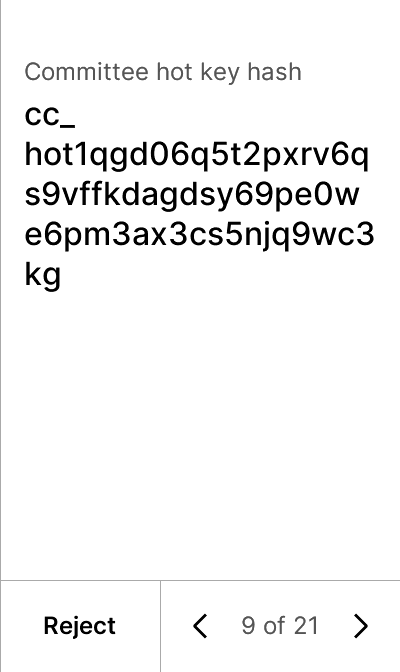 Committee hot key hash
cc_
hot1qgd06q5t2pxrv6q
s9vffkdagdsy69pe0w
e6pm3ax3cs5njq9wc3
kg
Reject
9 of 21